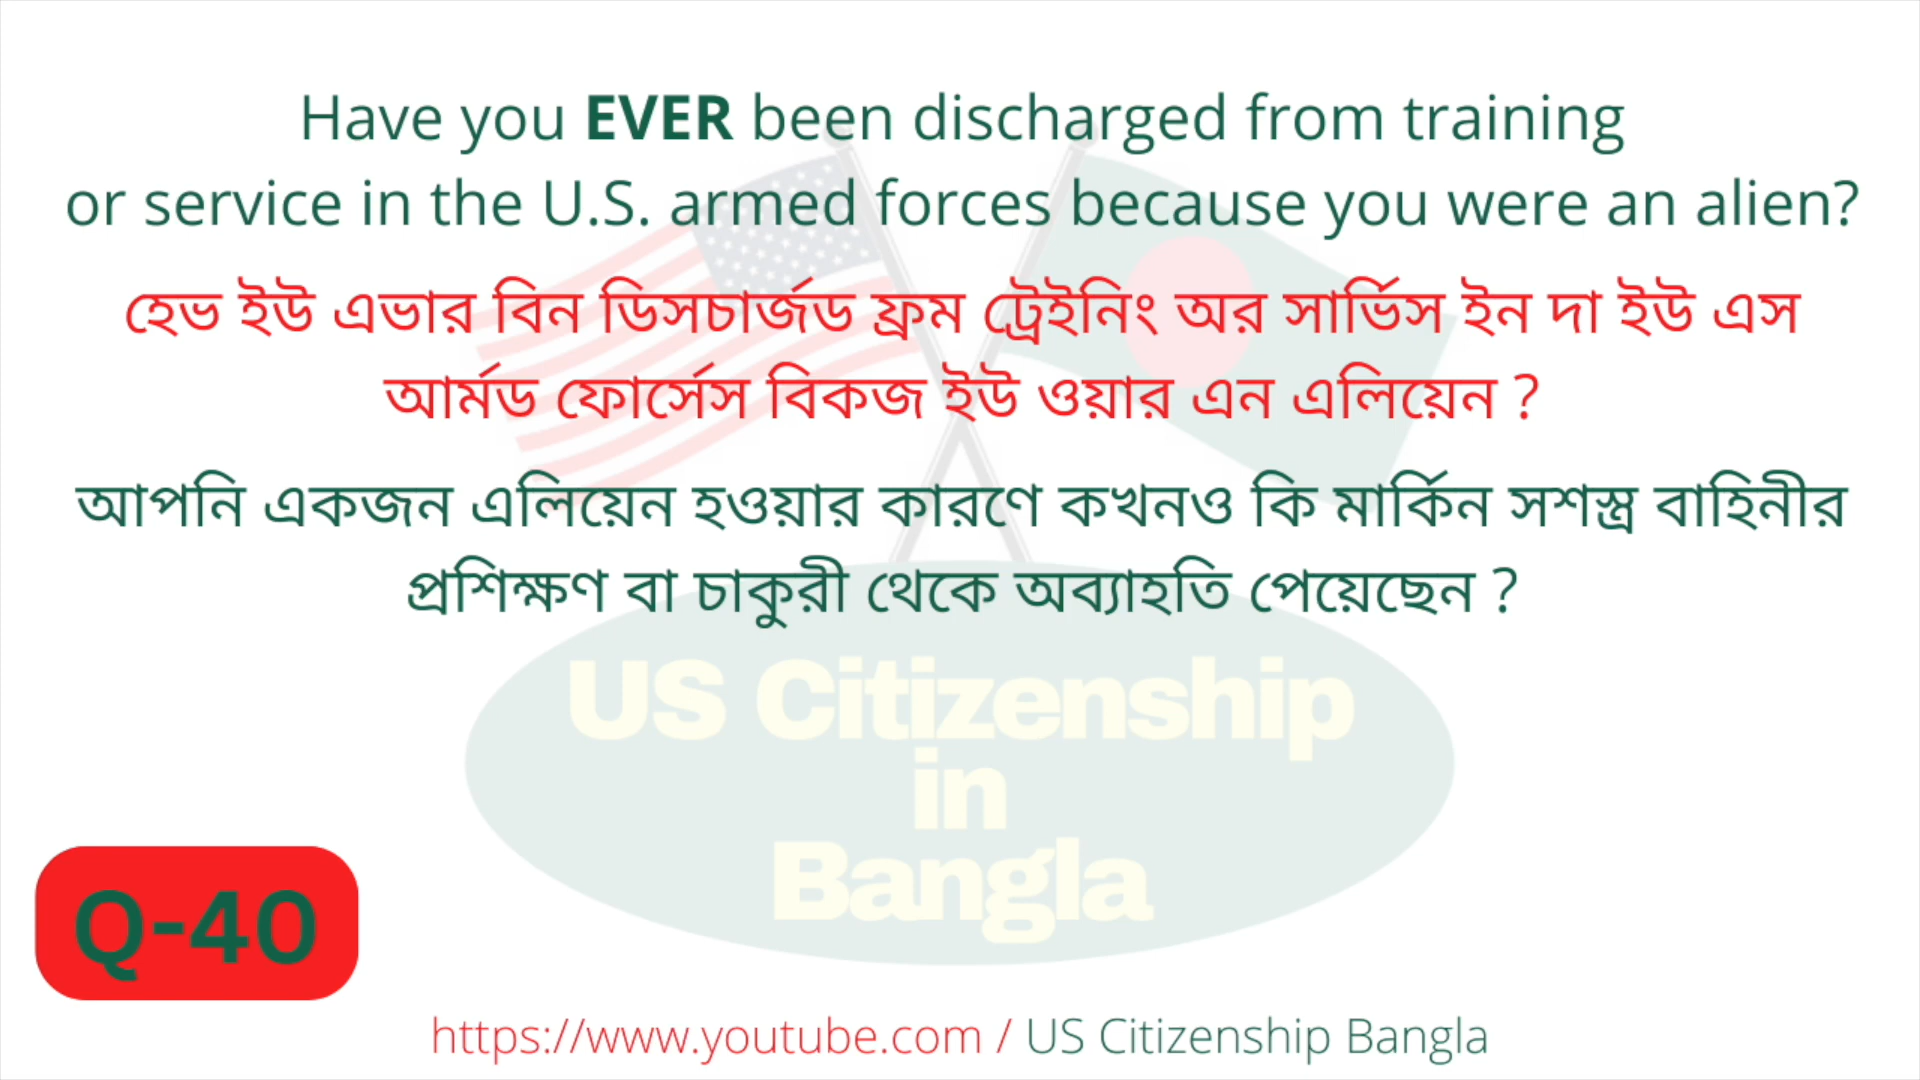 Have you EVER been discharged from training
or service in the U.S. armed forces because you were an alien?
হেভ ইউ এভার বিন ডিসচার্জড ফ্রম ট্রেইনিং অর সার্ভিস ইন দা ইউ এস
আর্মড ফোর্সেস বিকজ ইউ ওয়ার এন এলিয়েন ?
আপনি একজন এলিয়েন হওয়ার কারণে কখনও কি মার্কিন সশস্ত্র বাহিনীর
প্রশিক্ষণ বা চাকুরী থেকে অব্যাহতি পেয়েছেন ?
US Citizenship
in
Bangla
Q-40
https://www.youtube.com / US Citizenship Bangla